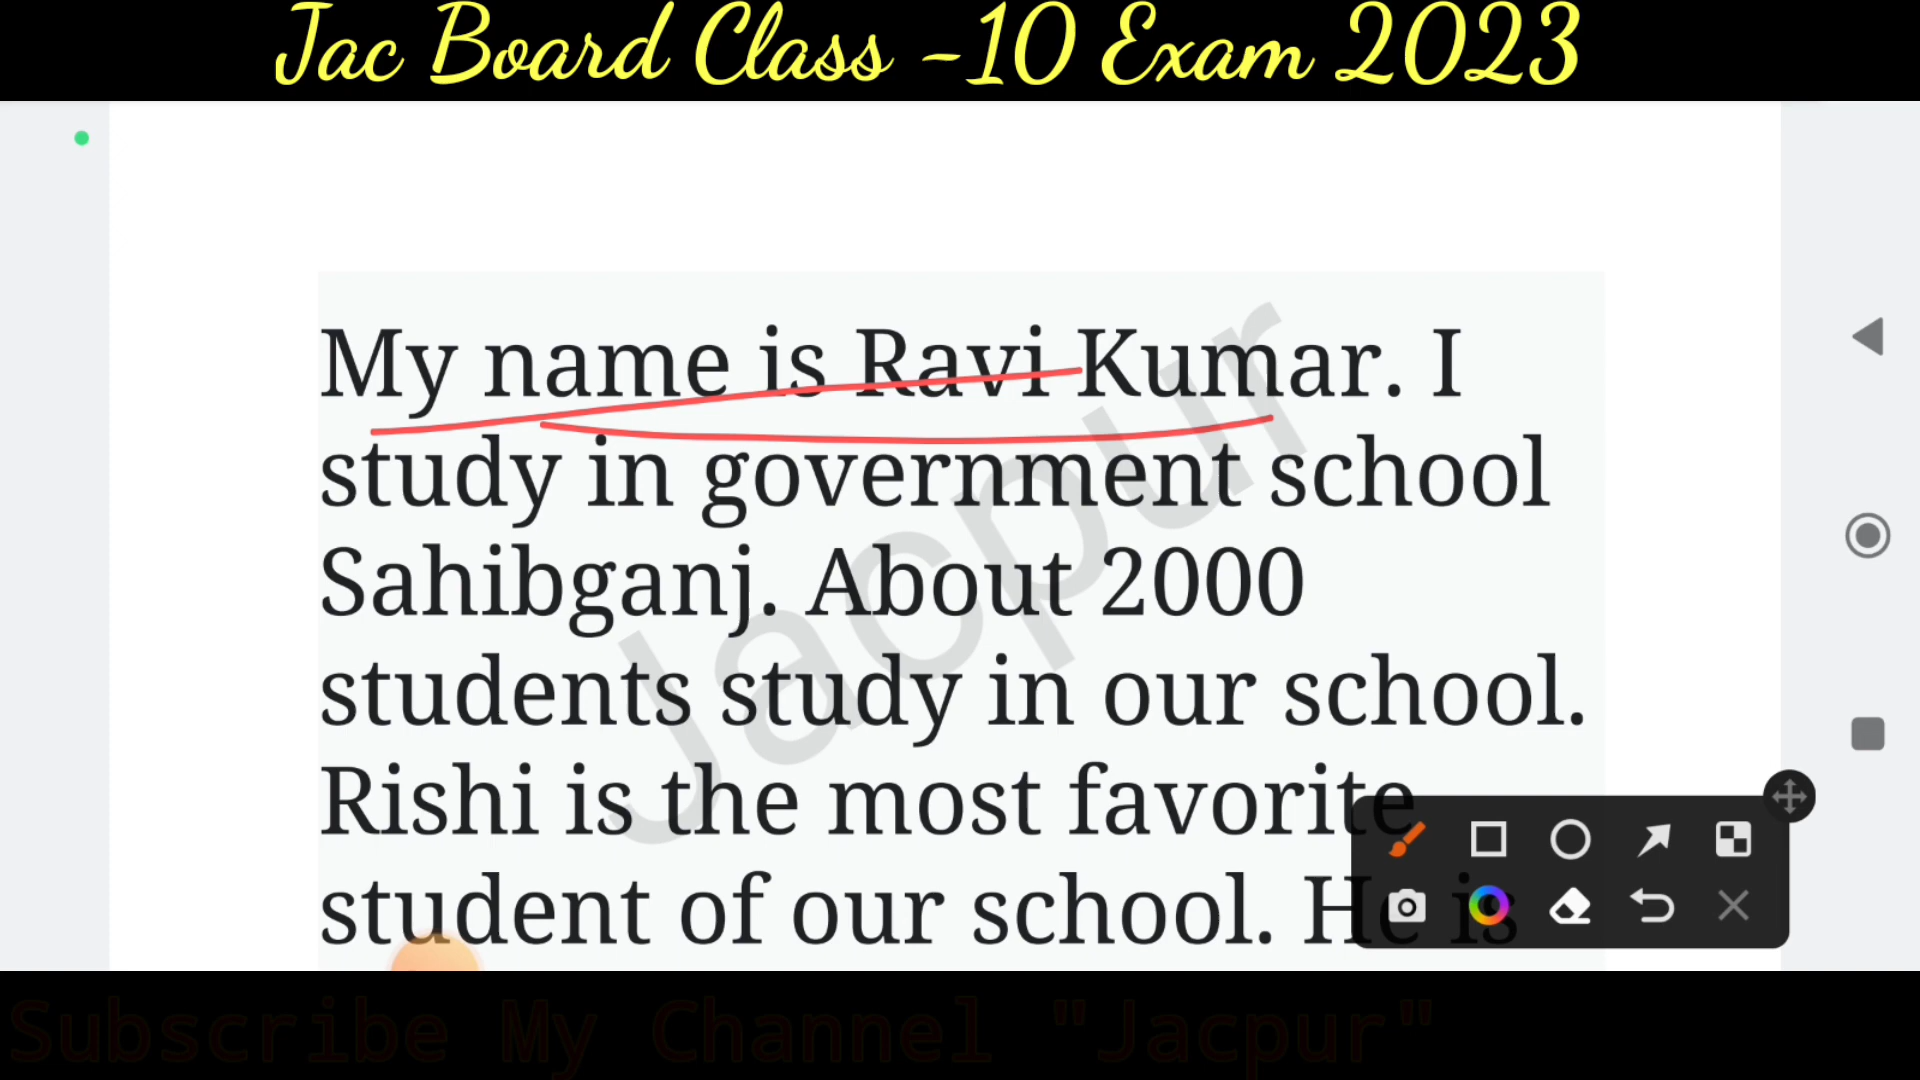 Jac Board Class -10 Exam 2023
My name is Ravi Kumar. I
study in government school
Sahibganj. About 2000
students study in our school.
Rishi is the most favorite
student of our school. He is
Jacpur
Subscribe My Channel "Jacpur"